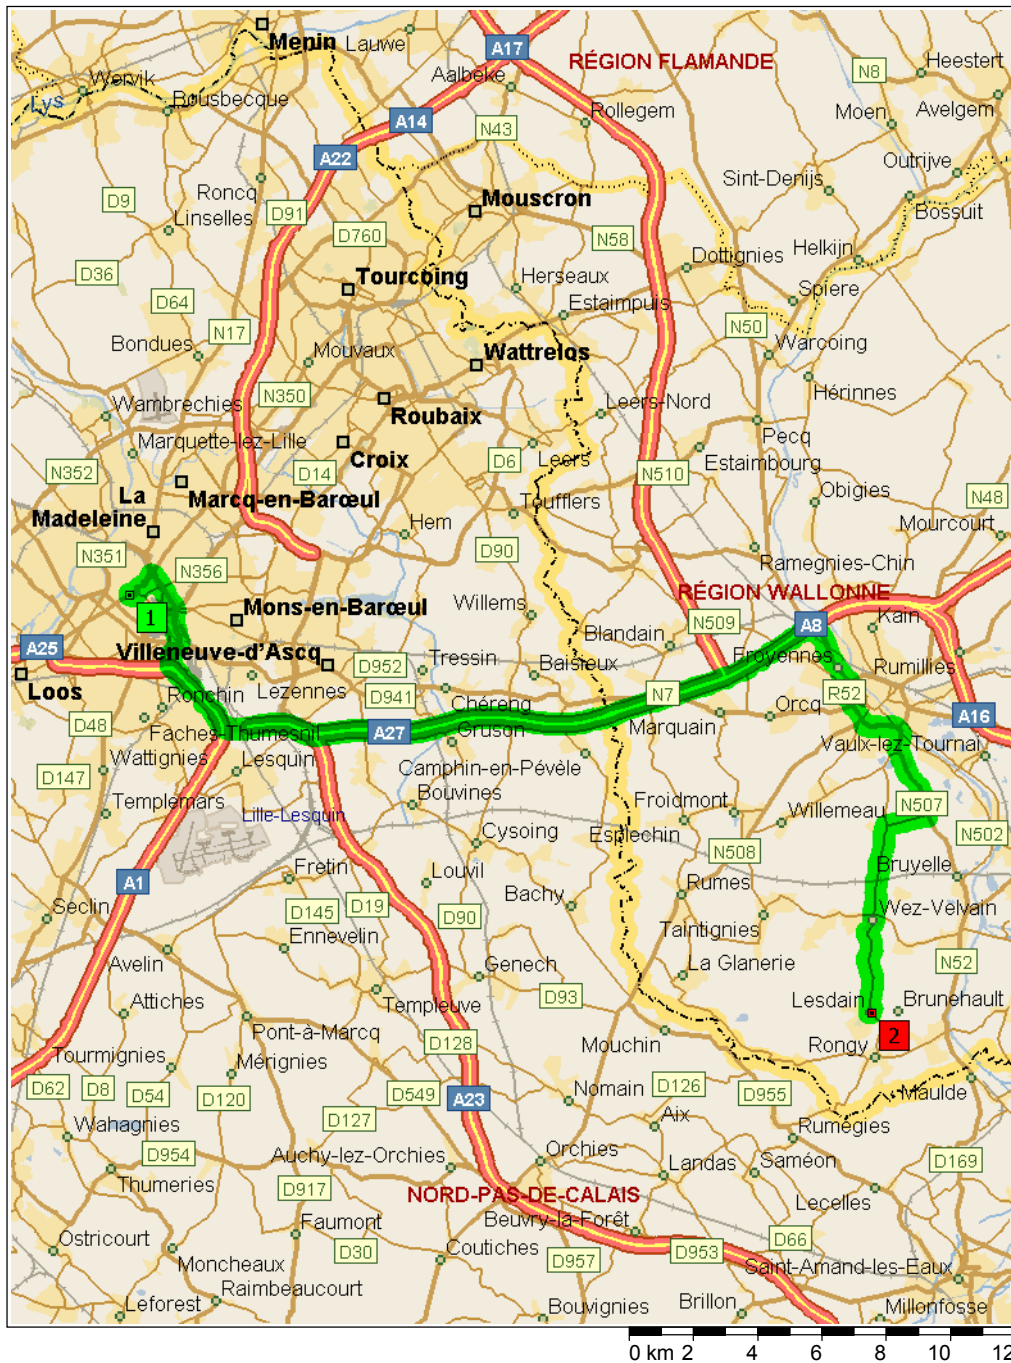 Menin
Lauwe
A17
RÉGION FLAMANDE
N8
Heestert
Wervik
Aalbeke
Lys
Bousbecque
Rollegem
Moen
Avelgem
A14
N43
A22
Outrijve
Roncq
Sint-Denijs
D9
Linselles
D91
Mouscron
Bossuit
D760
N58
Helkijn
Dottignies
D36
Tourcoing
Herseaux
D64
Estaimpuis
Spiere
N17
N50
Bondues
Mouvaux
Wattrelos
Warcoing
N350
Hérinnes
Wambrechies
Roubaix
Leers-Nord
Marquette-lez-Lille
Pecq
N352
D14
Croix
D6
Leers
Estaimbourg
N510
La
Madeleine
Marcq-en-Barœul
Toufflers
Obigies
N48
Hem
Mourcourt
N351
N356
D90
Ramegnies-Chin
RÉGION WALLONNE
1
Mons-en-Barœul
Willems
A8
Kain
A25
Villeneuve-d'Ascq
N509
Blandain
Froyennes
Rumillies
Loos
D952
Tressin
Baisieux
Ronchin
Lezennes
D941
Chéreng
N7
R52
D48
Orcq
A16
Faches-Thumesnil
A27
Gruson
Marquain
Vaulx-lez-Tournai
Wattignies
Lesquin
D147
Camphin-en-Pévèle
Templemars
Bouvines
Froidmont
Willemeau
N507
Lille-Lesquin
Cysoing
Esplechin
N502
N508
Bruyelle
A1
Fretin
Louvil
Bachy
Rumes
Seclin
D145
D19
D90
Taintignies
Wez-Velvain
Ennevelin
Avelin
Genech
La Glanerie
N52
Attiches
Templeuve
D93
Lesdain
Brunehault
Pont-à-Marcq
D128
Mouchin
2
Rongy
Tourmignies
Mérignies
D62
D8
D54
D120
D549
A23
Nomain
D126
D955
Maulde
D127
Wahagnies
Aix
Rumegies
D954
Auchy-lez-Orchies
Orchies
D169
Thumeries
D917
Landas
Saméon
NORD-PAS-DE-CALAIS
Lecelles
Faumont
Beuvry-la-Forêt
Ostricourt
D30
Coutiches
D957
D953
D66
Moncheaux
Saint-Amand-les-Eaux
Raimbeaucourt
Leforest
Bouvignies
Brillon
Millonfosse
0 km 2 4 6 8 10 12